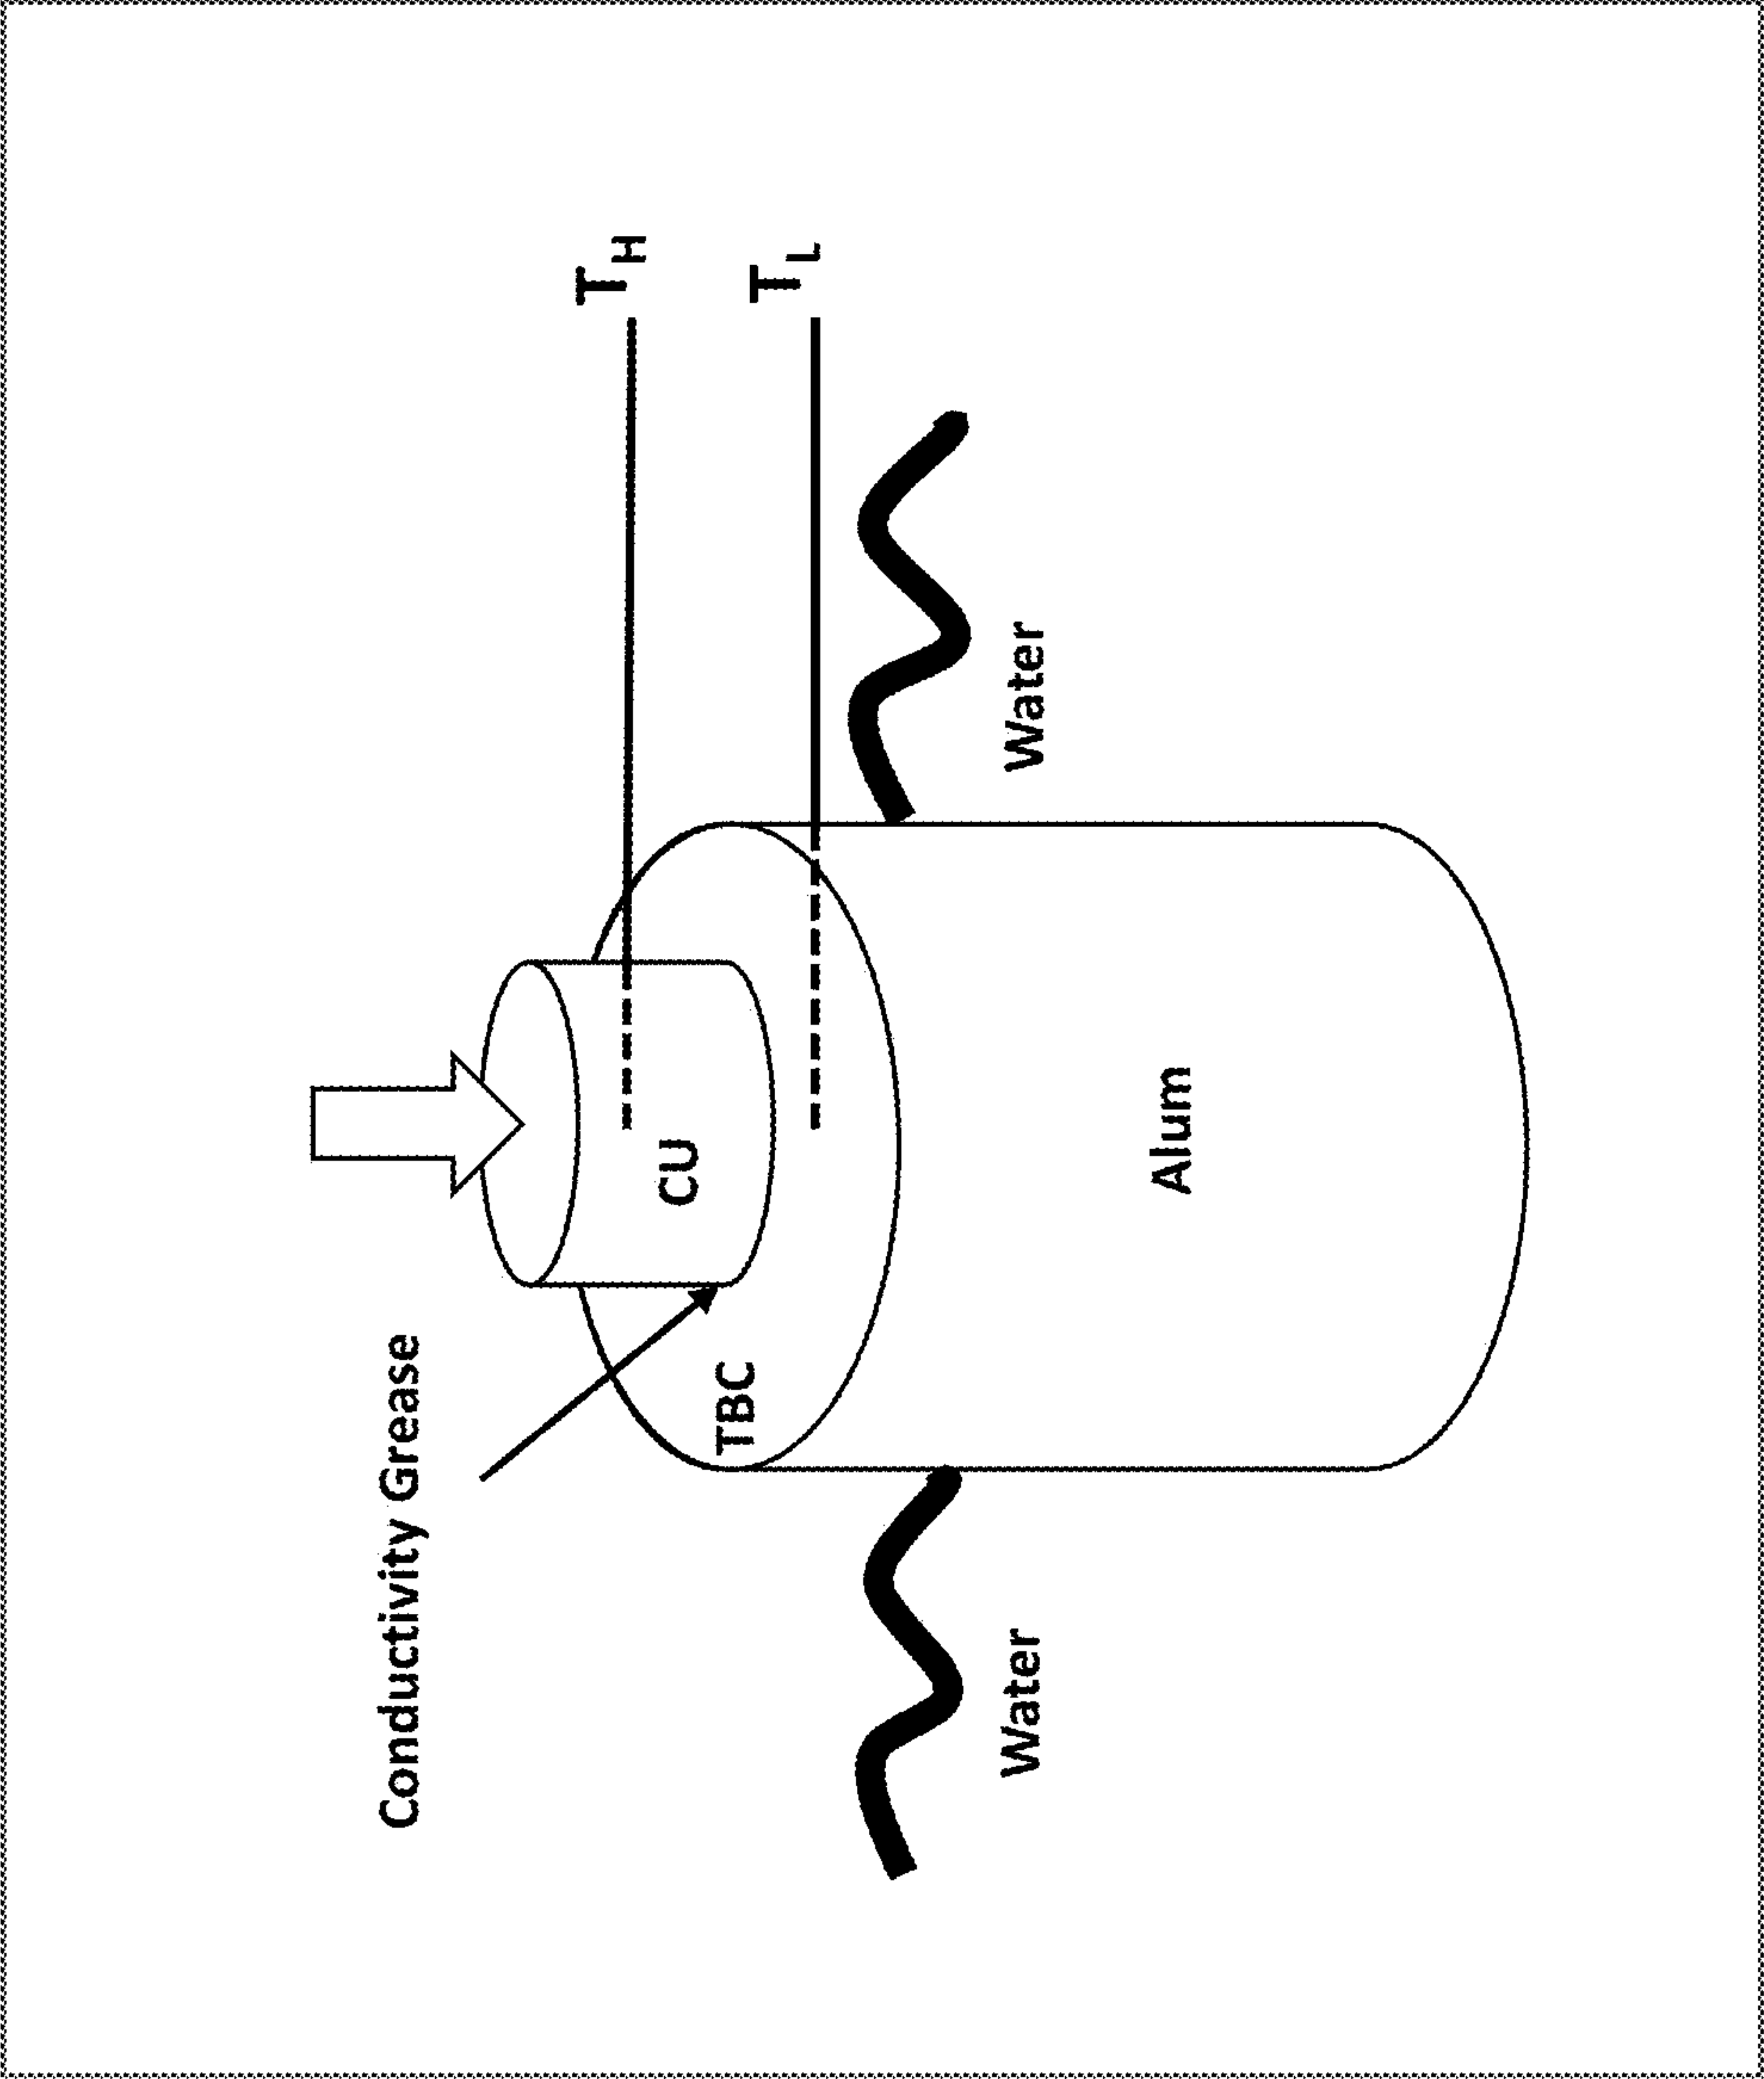 Conductivity Grease
T_H
CU
TBC
T_L
Water
Water
Alum